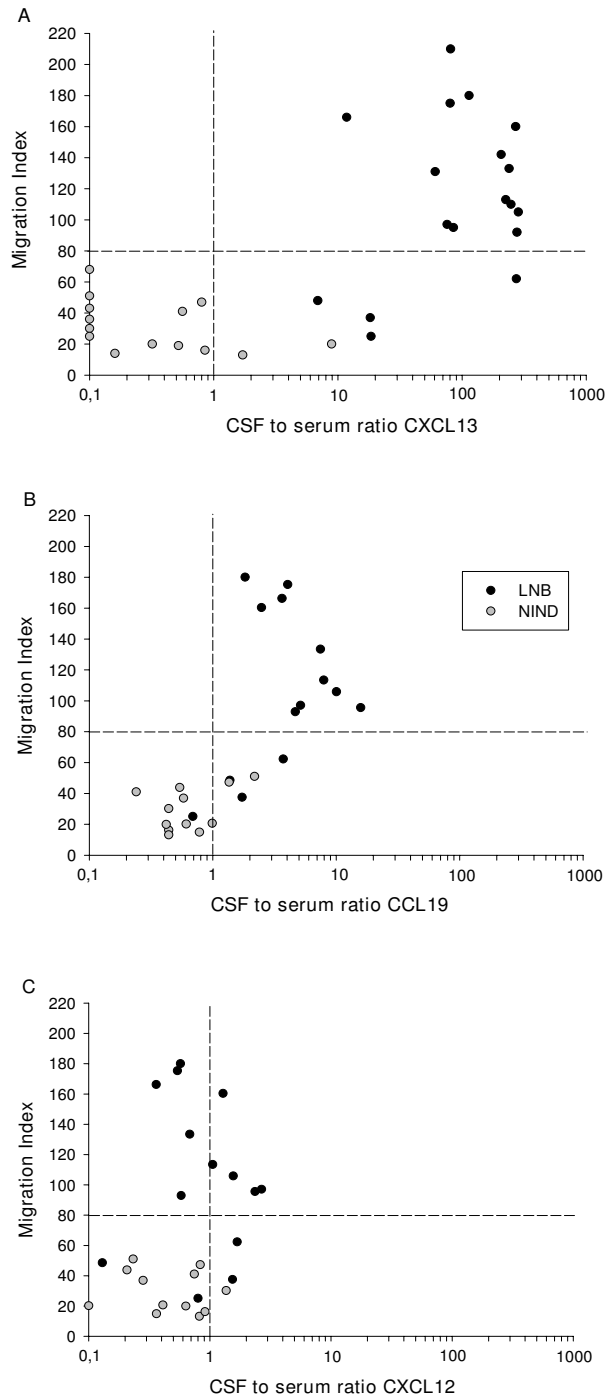 A
220
200
180
160
140
120
100
80
60
40
20
0
Migration Index
0,1 1 10 100 1000
CSF to serum ratio CXCL13
B
220
200
180
160
140
120
100
80
60
40
20
0
Migration Index
LNB
NIND
0,1 1 10 100 1000
CSF to serum ratio CCL19
C
220
200
180
160
140
120
100
80
60
40
20
0
Migration Index
0,1 1 10 100 1000
CSF to serum ratio CXCL12